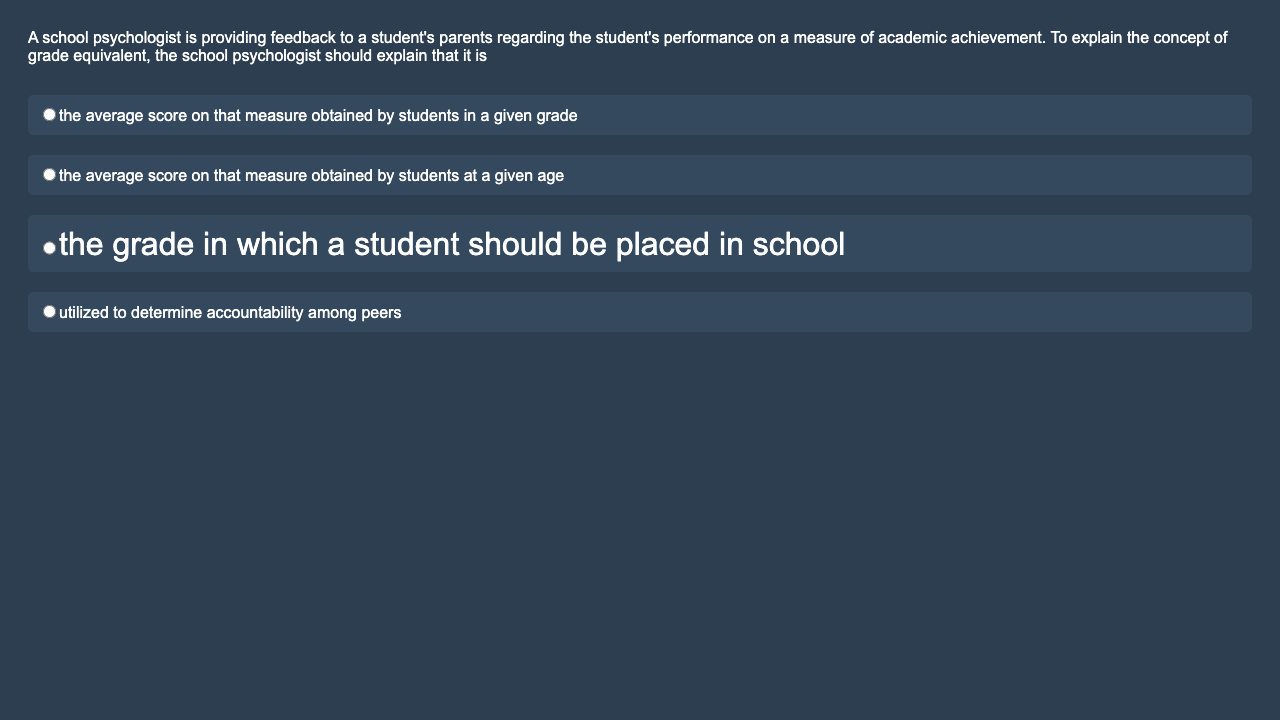 A school psychologist is providing feedback to a student's parents regarding the student's performance on a measure of academic achievement. To explain the concept of
grade equivalent, the school psychologist should explain that it is
the average score on that measure obtained by students in a given grade
the average score on that measure obtained by students at a given age
the grade in which a student should be placed in school
utilized to determine accountability among peers